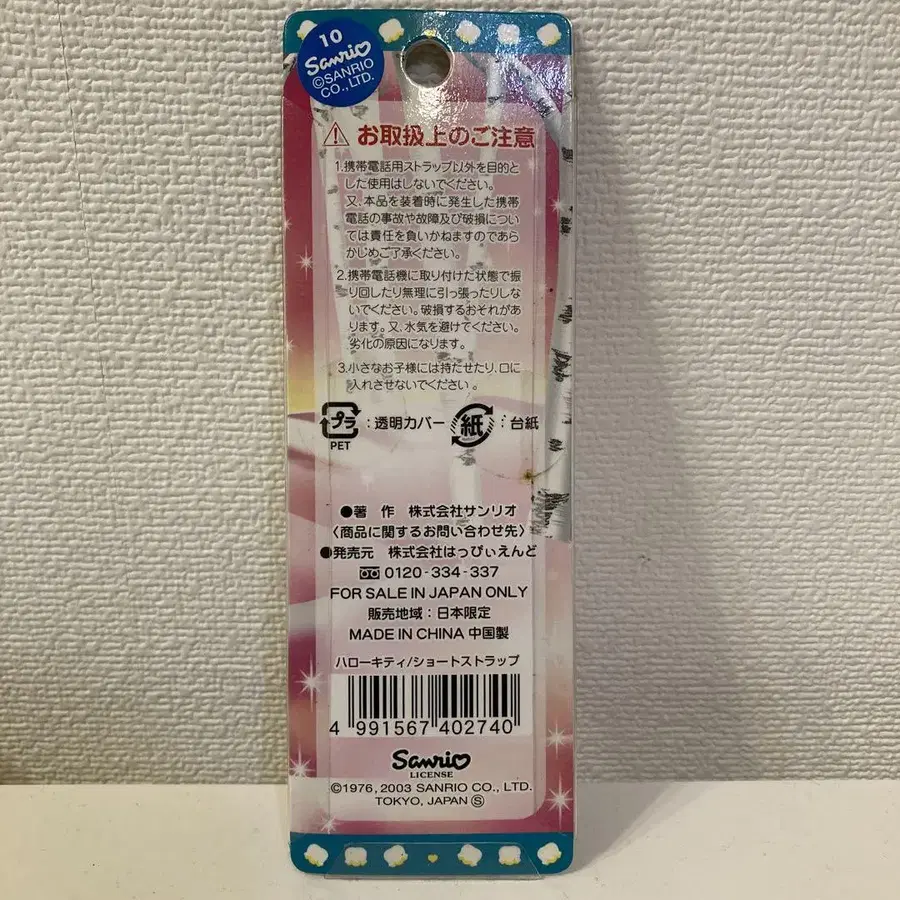 10
Sanrio
©SANRIO
CO.,LTD.
お取扱上のご注意
1.携帯電話用ストラップ以外を目的と
した使用はしないでください。
又、本品を装着時に発生した携帯
電話の事故や故障及び破損につい
ては責任を負いかねますのであら
かじめご了承ください。
2.携帯電話機に取り付けた状態で振
り回したり無理に引っ張ったりしな
いでください。破損するおそれがあ
ります。又、水気を避けてください。
劣化の原因になります。
3.小さなお子様には持たせたり、口に
入れさせないでください。
プラ:透明カバー 紙:台紙
PET
●著 作 株式会社サンリオ
〈商品に関するお問い合わせ先〉
●発売元 株式会社はっぴぃえんど
0120-334-337
FOR SALE IN JAPAN ONLY
販売地域:日本限定
MADE IN CHINA 中国製
ハローキティ/ショートストラップ
4 991567 402740
Sanrio
LICENSE
©1976, 2003 SANRIO CO., LTD.
TOKYO, JAPAN Ⓢ